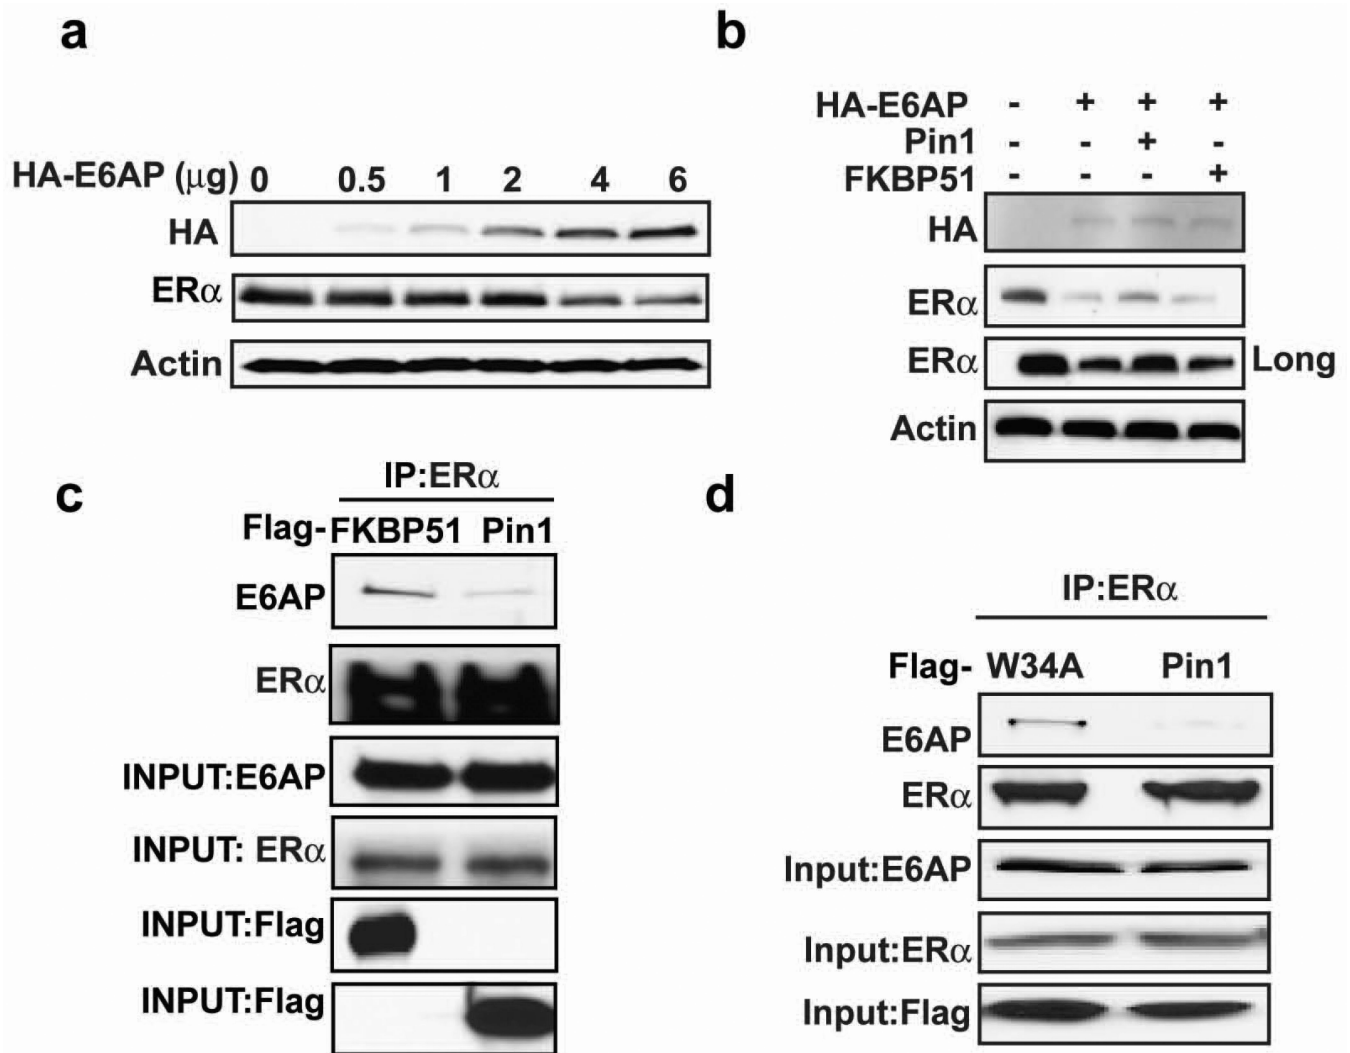 a
HA-E6AP (μg) 0 0.5 1 2 4 6
HA
ERα
Actin
b
HA-E6AP - + + +
Pin1 - - + -
FKBP51 - - - +
HA
ERα
ERα Long
Actin
c
IP:ERα
Flag-FKBP51 Pin1
E6AP
ERα
INPUT:E6AP
INPUT: ERα
INPUT:Flag
INPUT:Flag
d
IP:ERα
Flag- W34A Pin1
E6AP
ERα
Input:E6AP
Input:ERα
Input:Flag